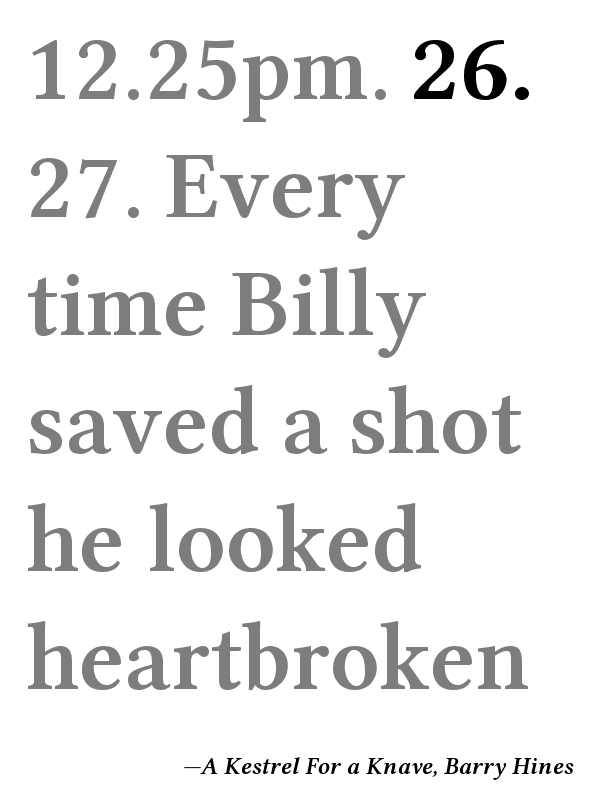 12.25pm. 26.
27. Every
time Billy
saved a shot
he looked
heartbroken
—A Kestrel For a Knave, Barry Hines